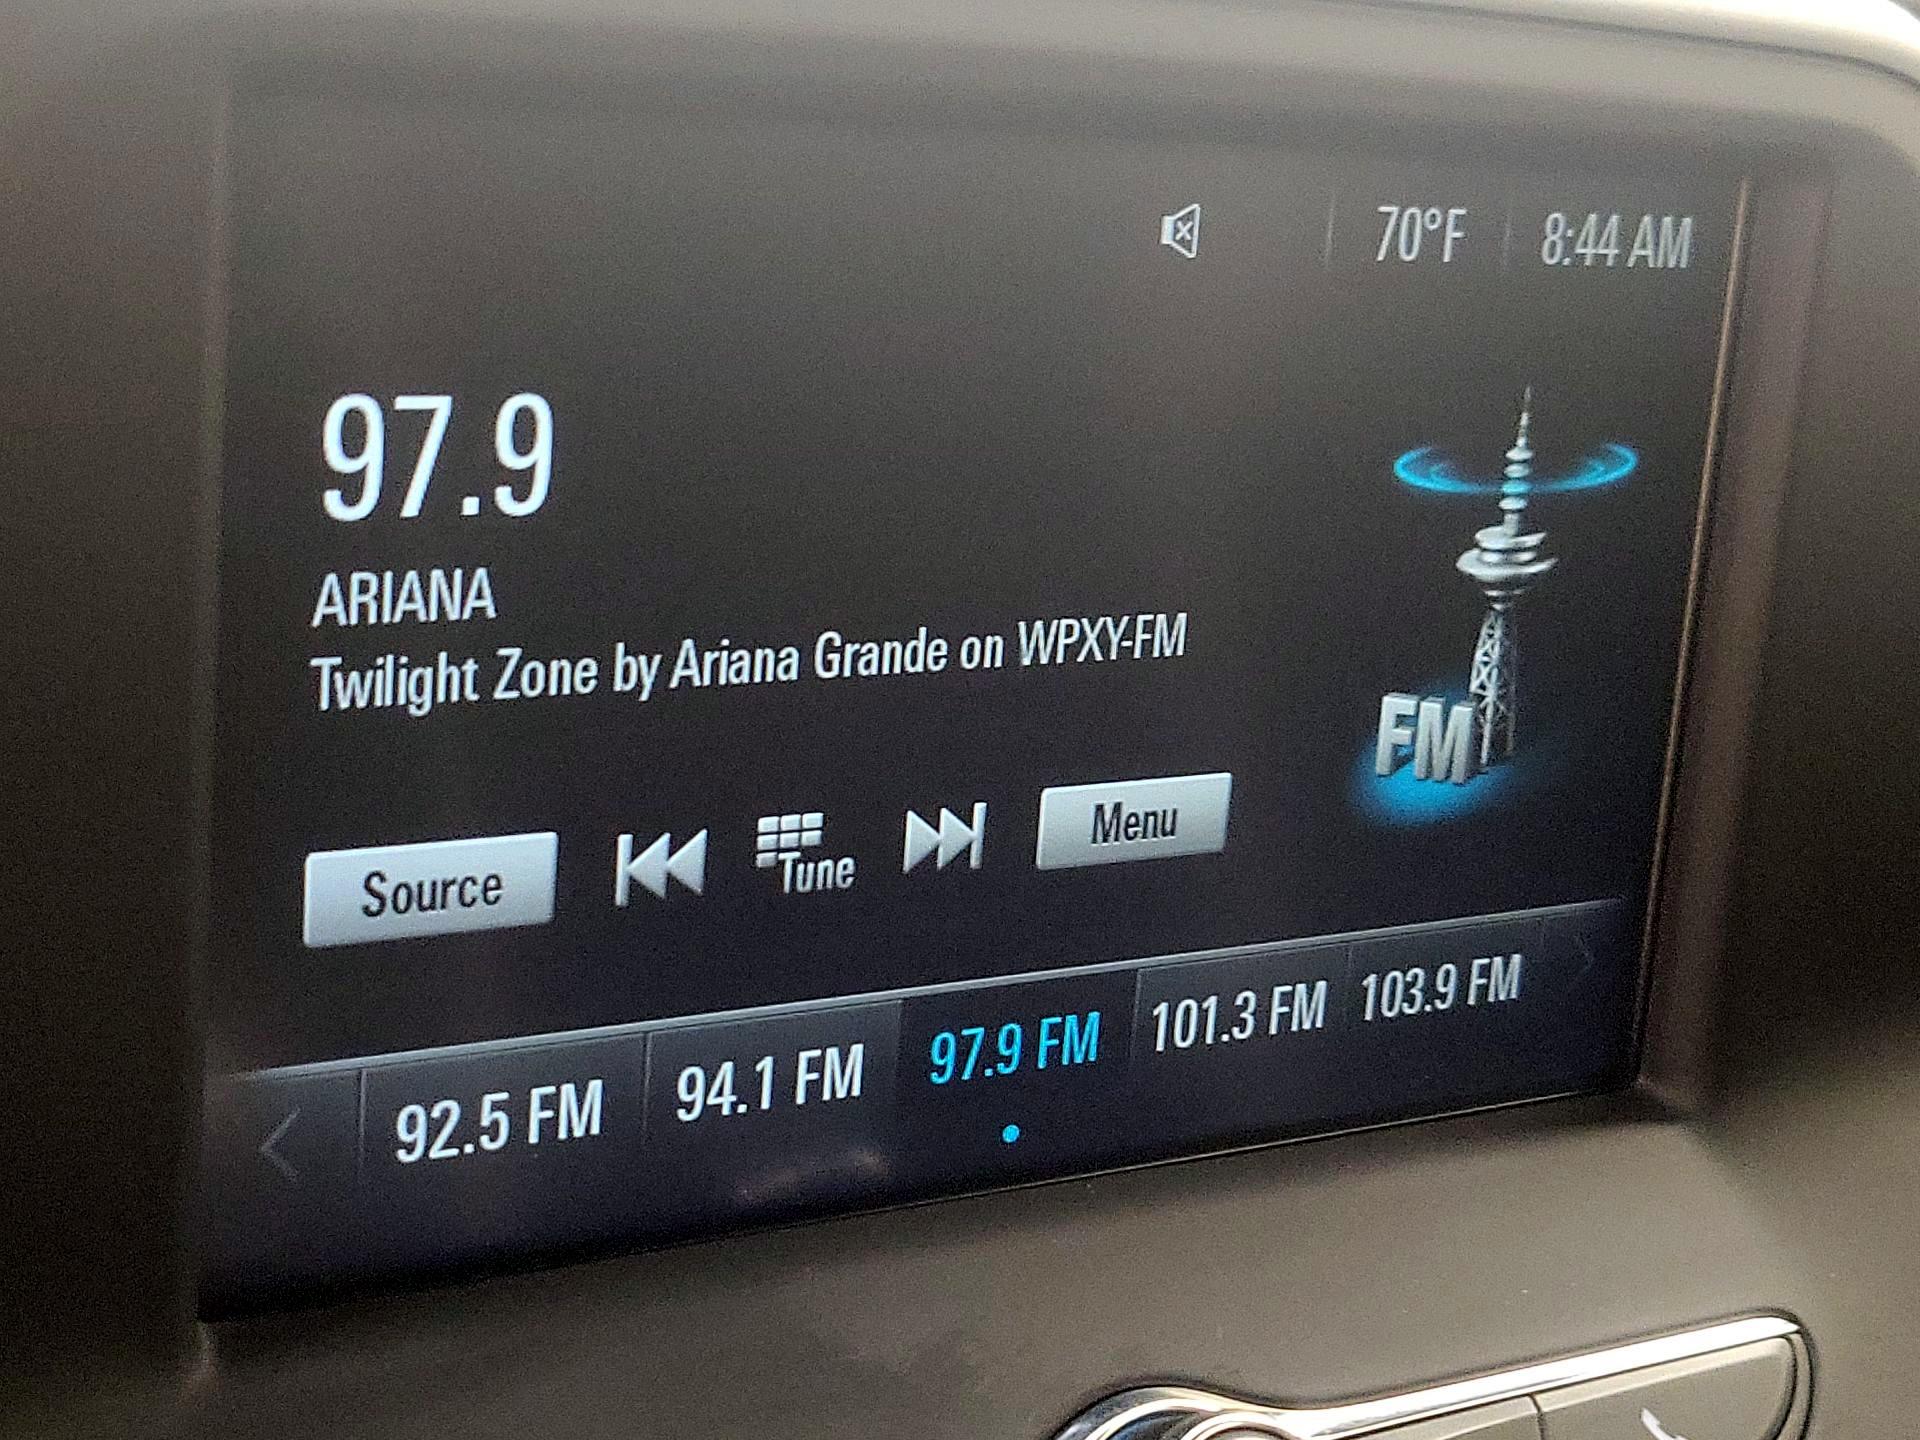 70°F 8:44 AM
97.9
ARIANA
Twilight Zone by Ariana Grande on WPXY-FM
FM
Source Tune Menu
92.5 FM 94.1 FM 97.9 FM 101.3 FM 103.9 FM